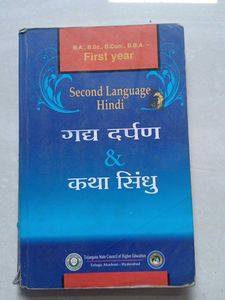 B.A., B.Sc., B.Com., B.B.A. -
First year
Second Language
Hindi
गद्य दर्पण
&
कथा सिंधु
Telangana State Council of Higher Education
Telugu Akademi - Hyderabad